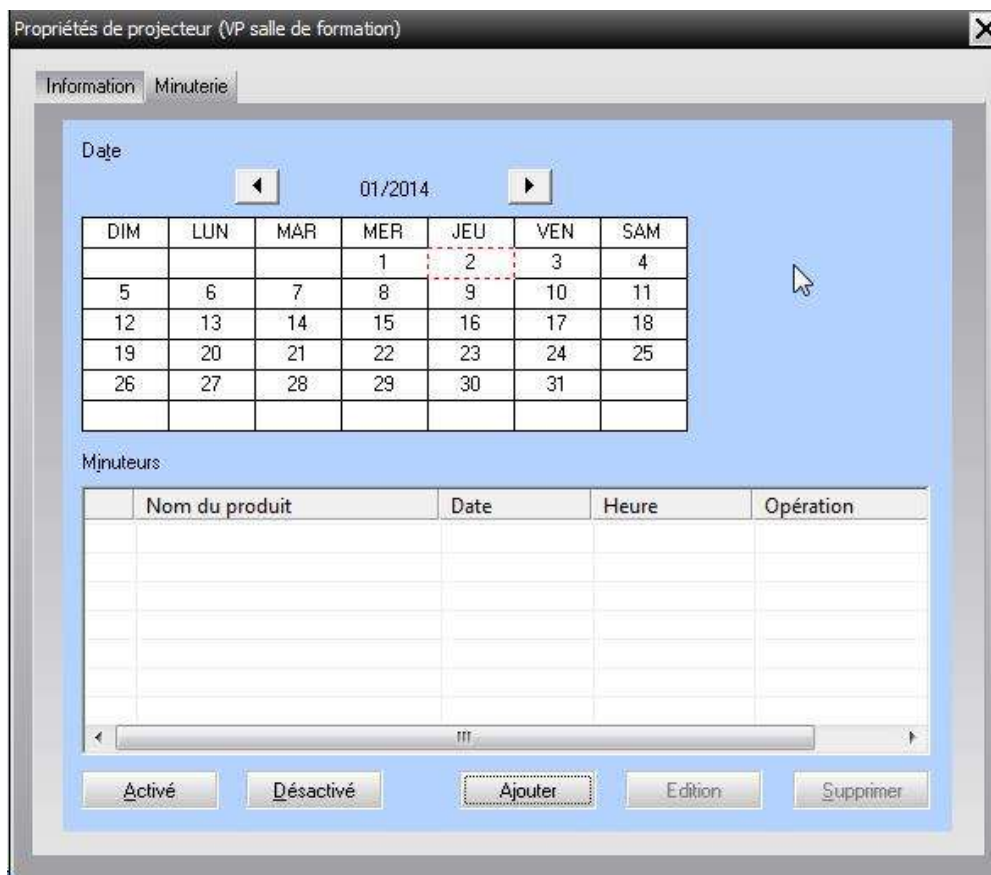 Propriétés de projecteur (VP salle de formation)
Information Minuterie
Date
01/2014
DIM LUN MAR MER JEU VEN SAM
1 2 3 4
5 6 7 8 9 10 11
12 13 14 15 16 17 18
19 20 21 22 23 24 25
26 27 28 29 30 31
Minuteurs
Nom du produit Date Heure Opération
Activé Désactivé Ajouter Edition Supprimer